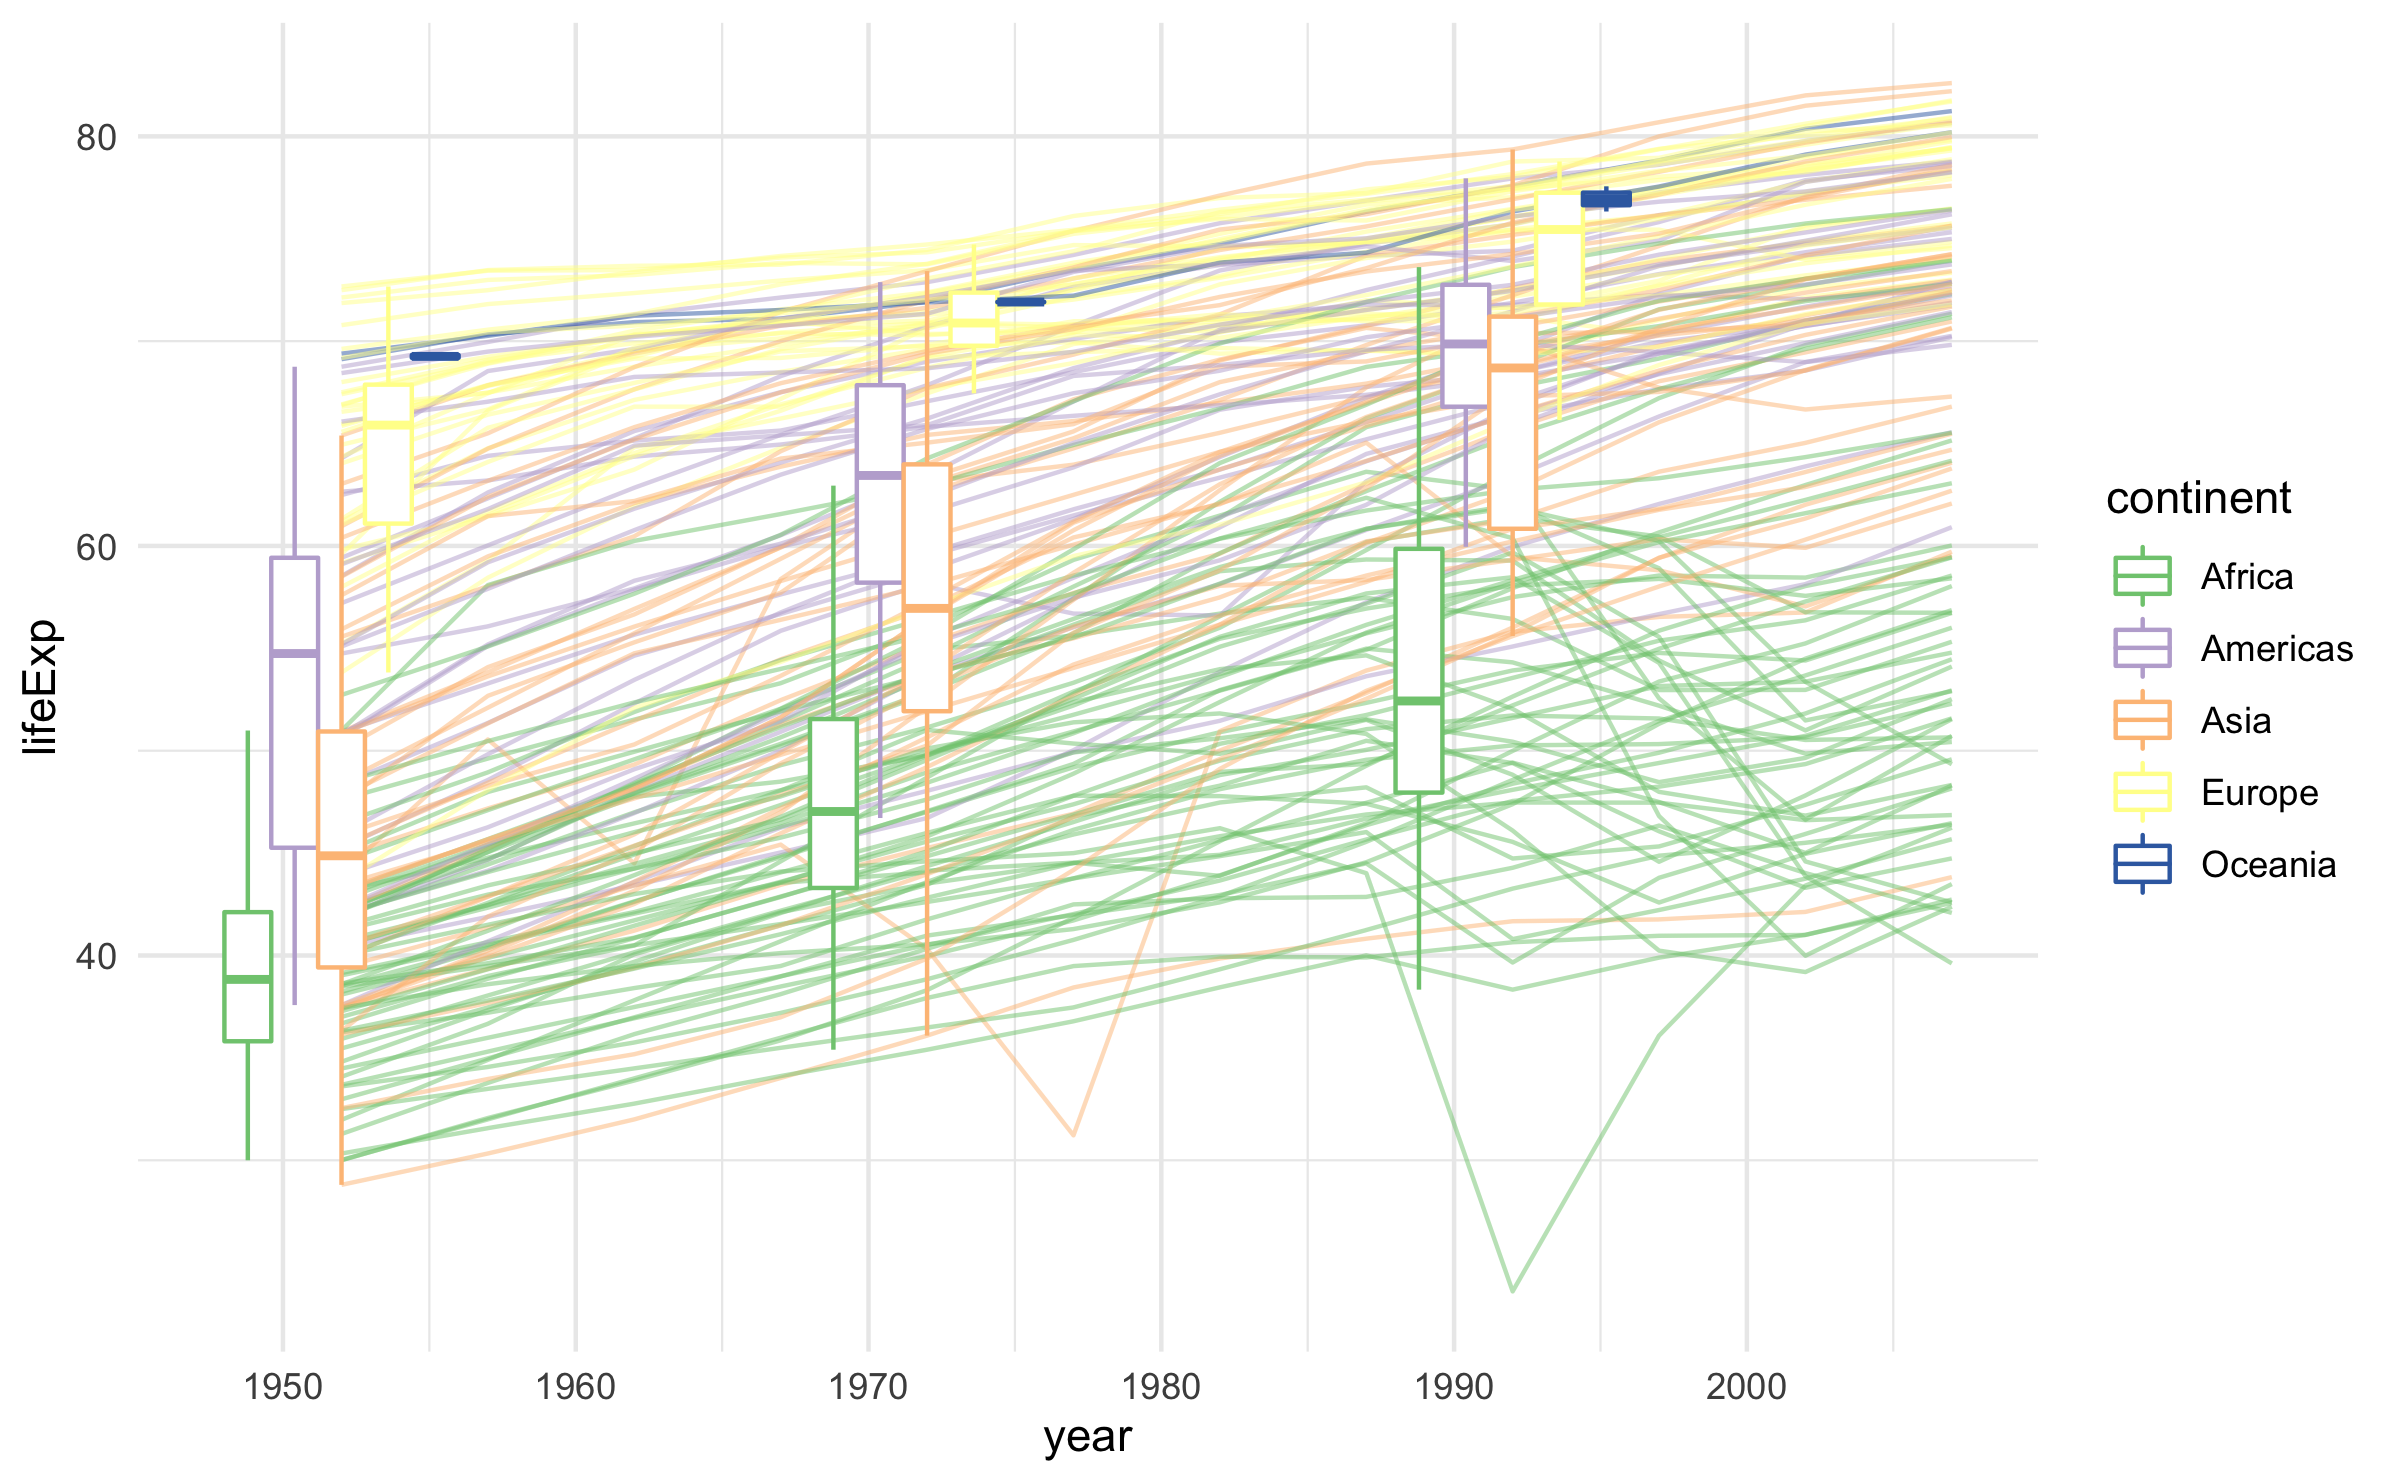 lifeExp
80
60
40
1950 1960 1970 1980 1990 2000
year
continent
Africa
Americas
Asia
Europe
Oceania